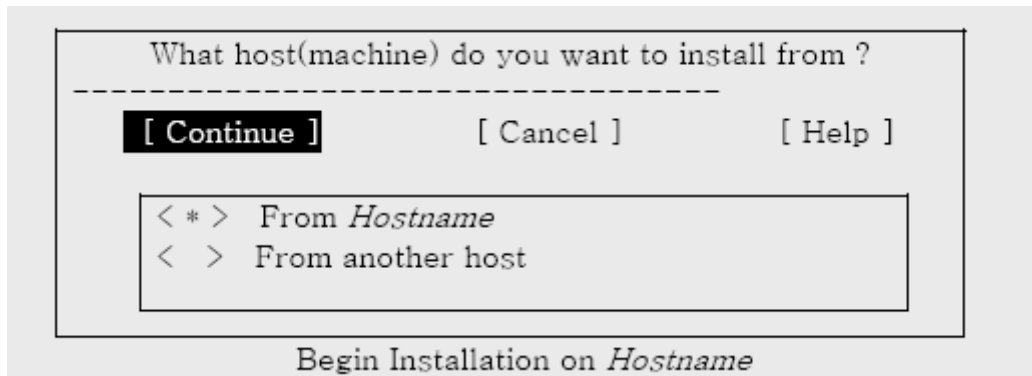 What host(machine) do you want to install from ?
-----------------------------------
[ Continue ] [ Cancel ] [ Help ]
< * > From Hostname
< > From another host
Begin Installation on Hostname